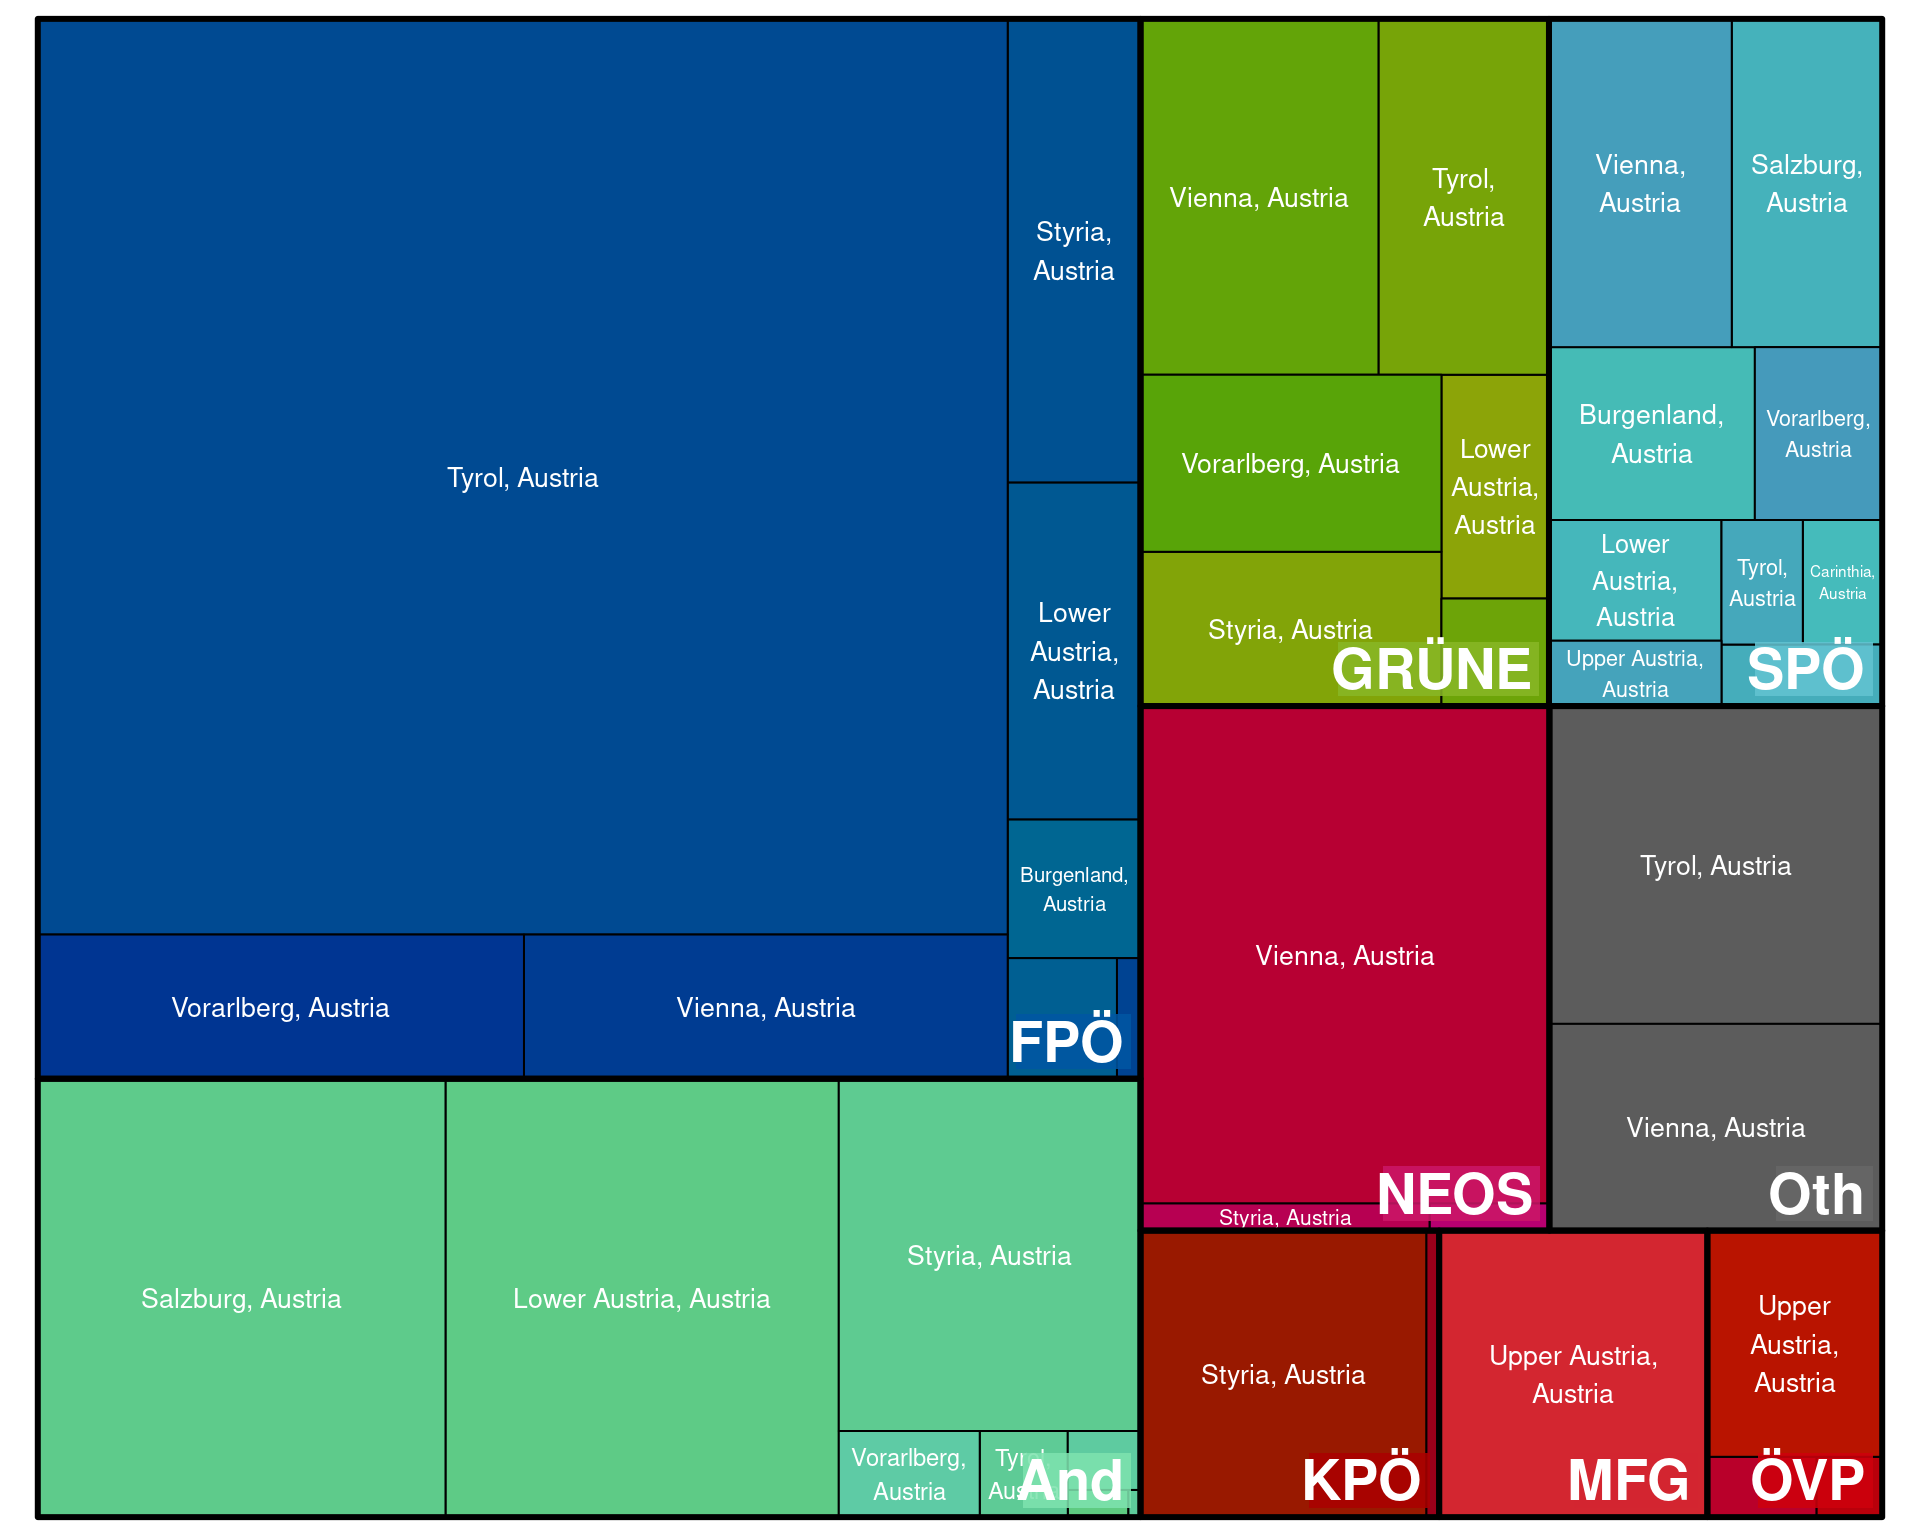 Tyrol, Austria
Styria,
Austria
Lower
Austria,
Austria
Burgenland,
Austria
Vorarlberg, Austria
Vienna, Austria
FPÖ
Salzburg, Austria
Lower Austria, Austria
Styria, Austria
Vorarlberg,
Austria
And
Vienna, Austria
Tyrol,
Austria
Vorarlberg, Austria
Lower
Austria,
Austria
Styria, Austria
GRÜNE
Vienna,
Austria
Salzburg,
Austria
Burgenland,
Austria
Vorarlberg,
Austria
Lower
Austria,
Austria
Tyrol,
Austria
Carinthia,
Austria
Upper Austria,
Austria
SPÖ
Vienna, Austria
Styria, Austria
NEOS
Tyrol, Austria
Vienna, Austria
Oth
Styria, Austria
KPÖ
Upper Austria,
Austria
MFG
Upper
Austria,
Austria
ÖVP